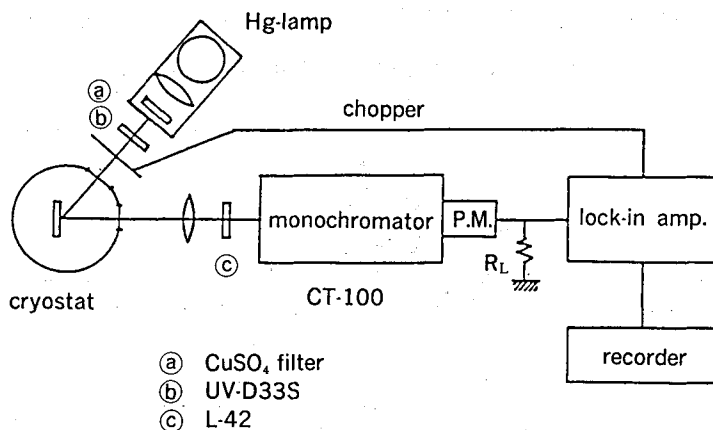 Hg-lamp
ⓐ
ⓑ
chopper
monochromator
P.M.
lock-in amp.
R_L
ⓒ
cryostat
CT-100
recorder
ⓐ CuSO₄ filter
ⓑ UV-D33S
ⓒ L-42